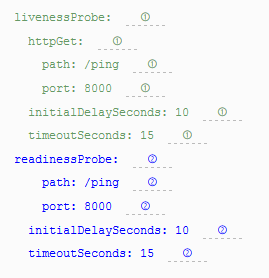 livenessProbe: ①
httpGet: ①
path: /ping ①
port: 8000 ①
initialDelaySeconds: 10 ①
timeoutSeconds: 15 ①
readinessProbe: ②
path: /ping ②
port: 8000 ②
initialDelaySeconds: 10 ②
timeoutSeconds: 15 ②